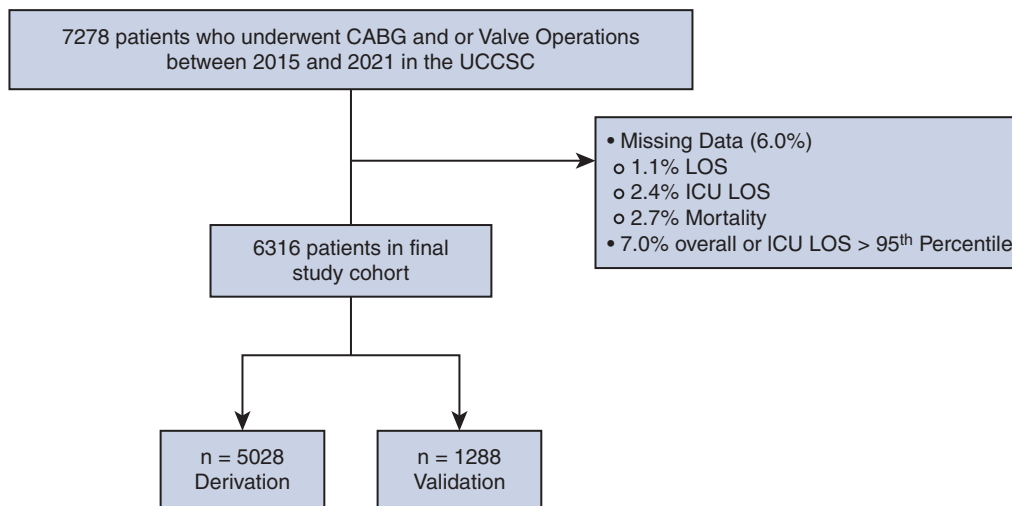 7278 patients who underwent CABG and or Valve Operations
between 2015 and 2021 in the UCCSC
• Missing Data (6.0%)
o 1.1% LOS
o 2.4% ICU LOS
o 2.7% Mortality
• 7.0% overall or ICU LOS > 95th Percentile
6316 patients in final
study cohort
n = 5028
Derivation
n = 1288
Validation